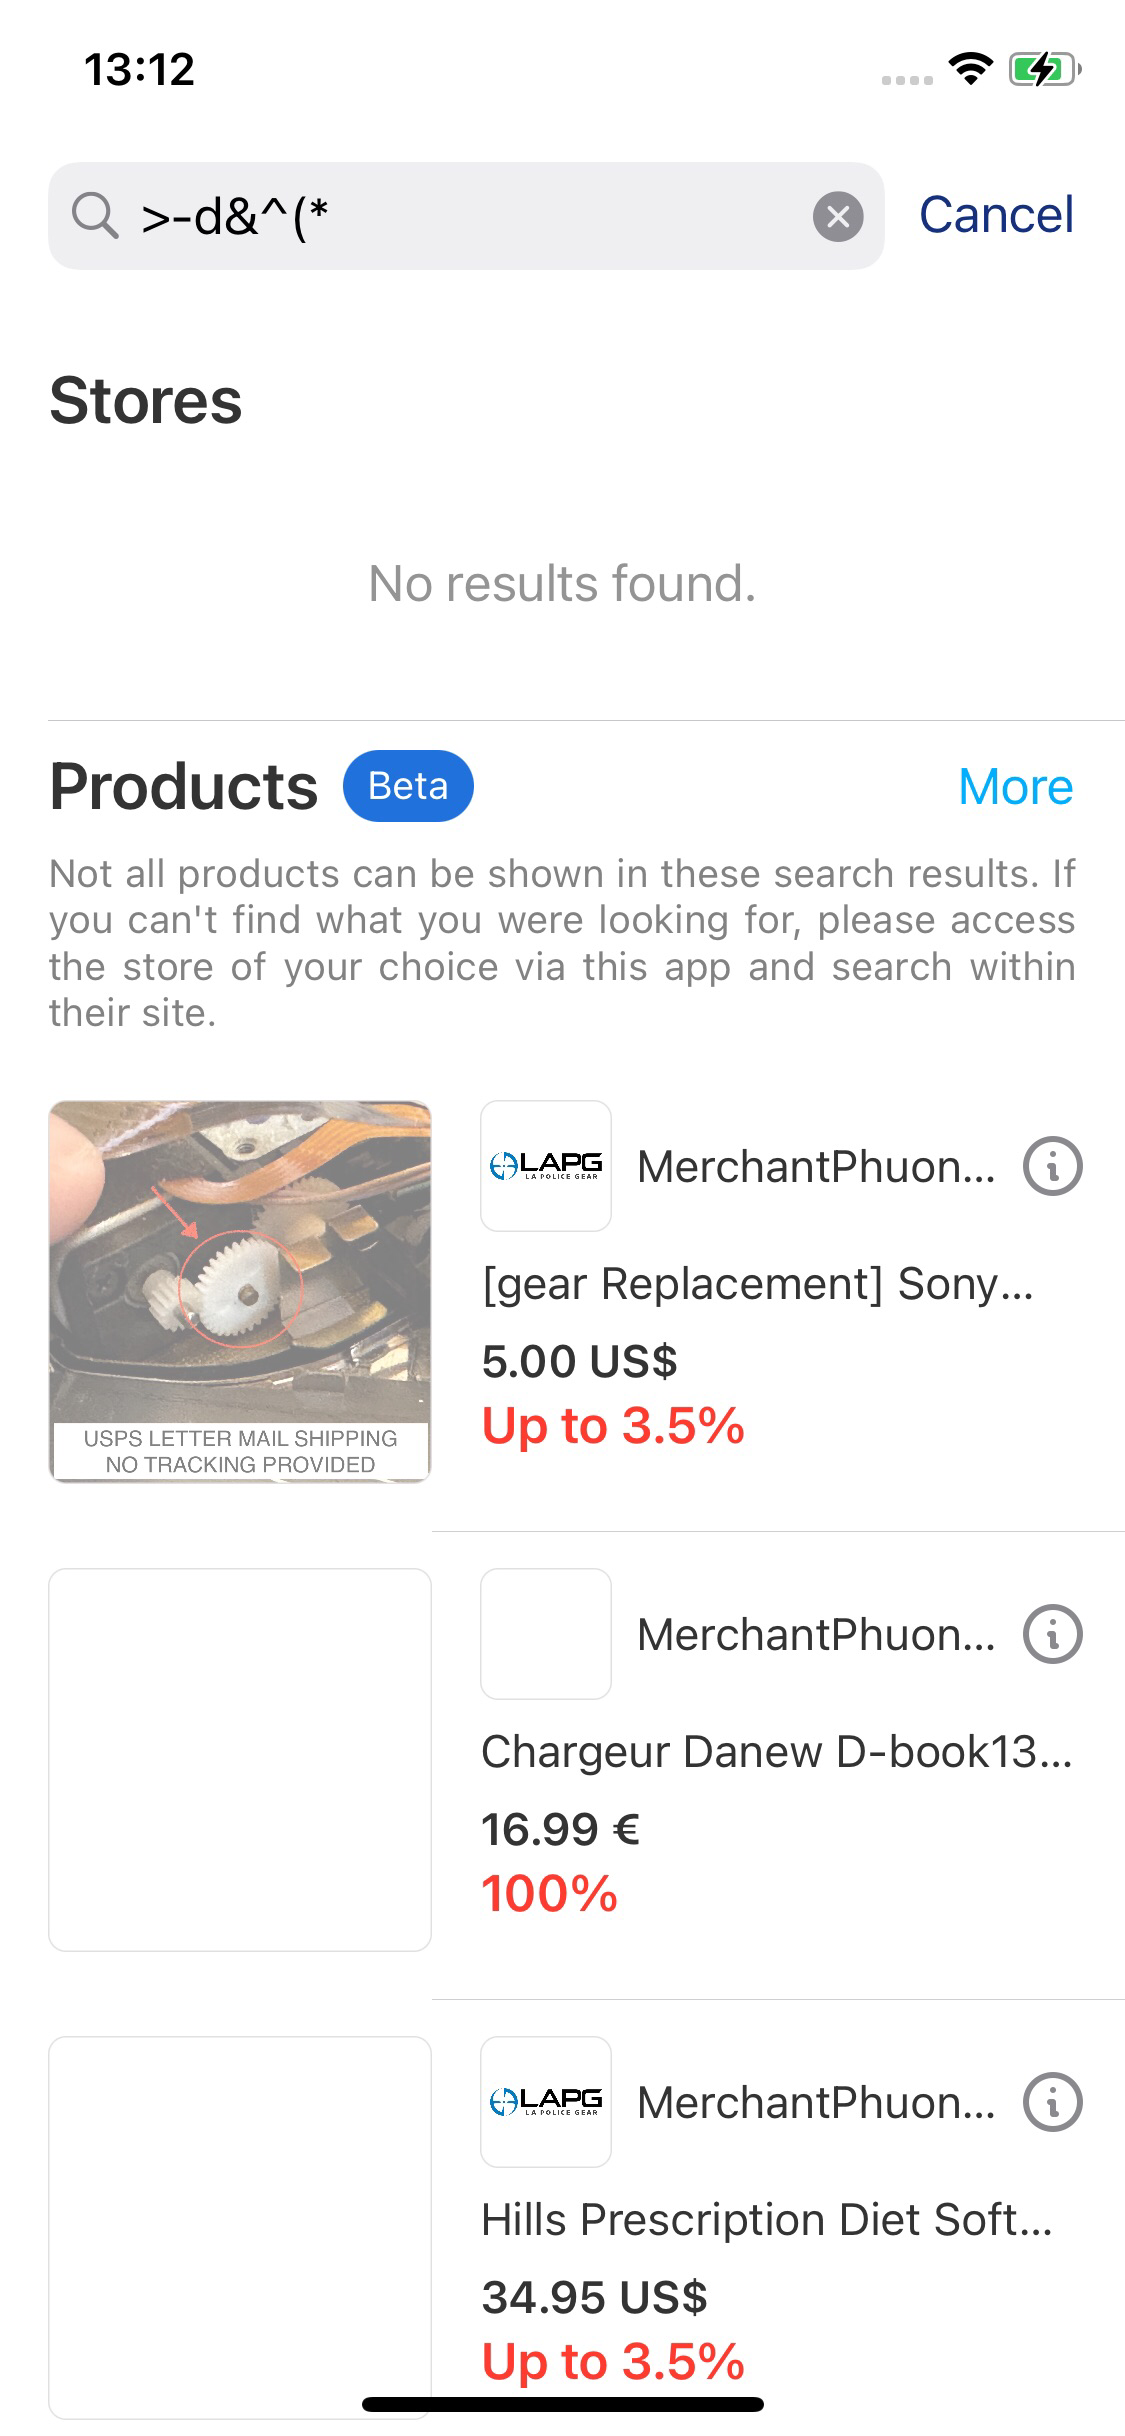 13:12
>-d&^(*
Cancel
Stores
No results found.
Products
Beta
More
Not all products can be shown in these search results. If
you can't find what you were looking for, please access
the store of your choice via this app and search within
their site.
LAPG
LA POLICE GEAR
MerchantPhuon...
[gear Replacement] Sony...
5.00 US$
Up to 3.5%
USPS LETTER MAIL SHIPPING
NO TRACKING PROVIDED
MerchantPhuon...
Chargeur Danew D-book13...
16.99 €
100%
LAPG
LA POLICE GEAR
MerchantPhuon...
Hills Prescription Diet Soft...
34.95 US$
Up to 3.5%